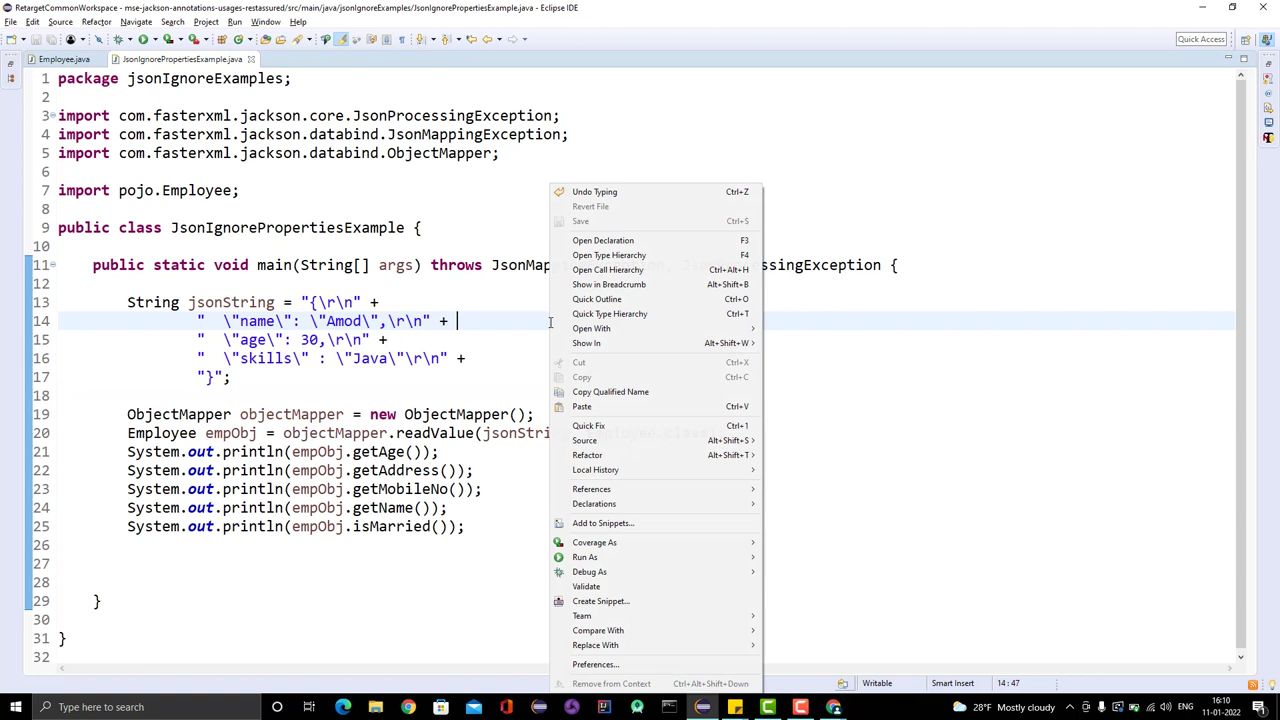 RetargetCommonWorkspace - mse-jackson-annotations-usages-restassured/src/main/java/jsonIgnoreExamples/JsonIgnorePropertiesExample.java - Eclipse IDE
File Edit Source Refactor Navigate Search Project Run Window Help
Quick Access
Employee.java JsonIgnorePropertiesExample.java
1 package jsonIgnoreExamples;
2
3 import com.fasterxml.jackson.core.JsonProcessingException;
4 import com.fasterxml.jackson.databind.JsonMappingException;
5 import com.fasterxml.jackson.databind.ObjectMapper;
6
7 import pojo.Employee;
8
9 public class JsonIgnorePropertiesExample {
10
11 public static void main(String[] args) throws JsonMap essingException {
12
13 String jsonString = "{\r\n" +
14 " \"name\": \"Amod\",\r\n" +
15 " \"age\": 30,\r\n" +
16 " \"skills\" : \"Java\"\r\n" +
17 "}";
18
19 ObjectMapper objectMapper = new ObjectMapper();
20 Employee empObj = objectMapper.readValue(jsonStri
21 System.out.println(empObj.getAge());
22 System.out.println(empObj.getAddress());
23 System.out.println(empObj.getMobileNo());
24 System.out.println(empObj.getName());
25 System.out.println(empObj.isMarried());
26
27
28
29 }
30
31 }
32
Undo Typing Ctrl+Z
Revert File
Save Ctrl+S
Open Declaration F3
Open Type Hierarchy F4
Open Call Hierarchy Ctrl+Alt+H
Show in Breadcrumb Alt+Shift+B
Quick Outline Ctrl+O
Quick Type Hierarchy Ctrl+T
Open With
Show In Alt+Shift+W
Cut Ctrl+X
Copy Ctrl+C
Copy Qualified Name
Paste Ctrl+V
Quick Fix Ctrl+1
Source Alt+Shift+S
Refactor Alt+Shift+T
Local History
References
Declarations
Add to Snippets...
Coverage As
Run As
Debug As
Validate
Create Snippet...
Team
Compare With
Replace With
Preferences...
Remove from Context Ctrl+Alt+Shift+Down
Writable Smart Insert 14 : 47
Type here to search
28°F Mostly cloudy
16:10
11-01-2022